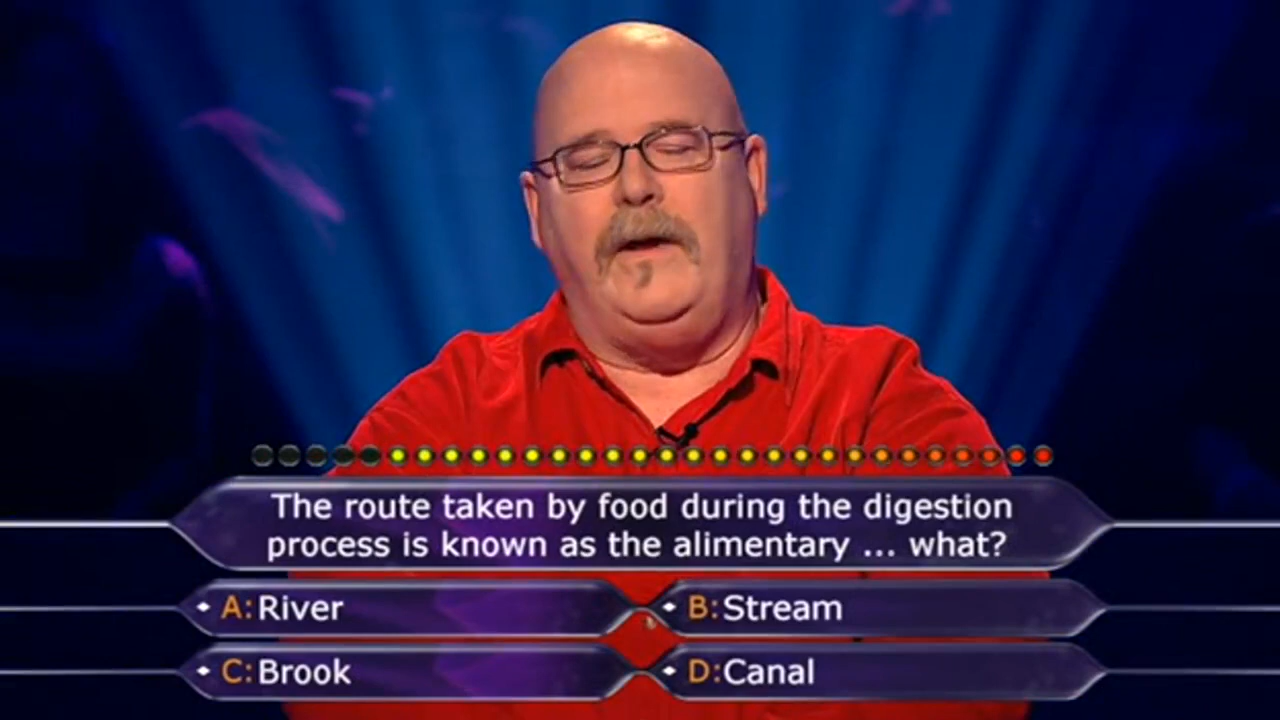 The route taken by food during the digestion
process is known as the alimentary ... what?
A: River
B: Stream
C: Brook
D: Canal